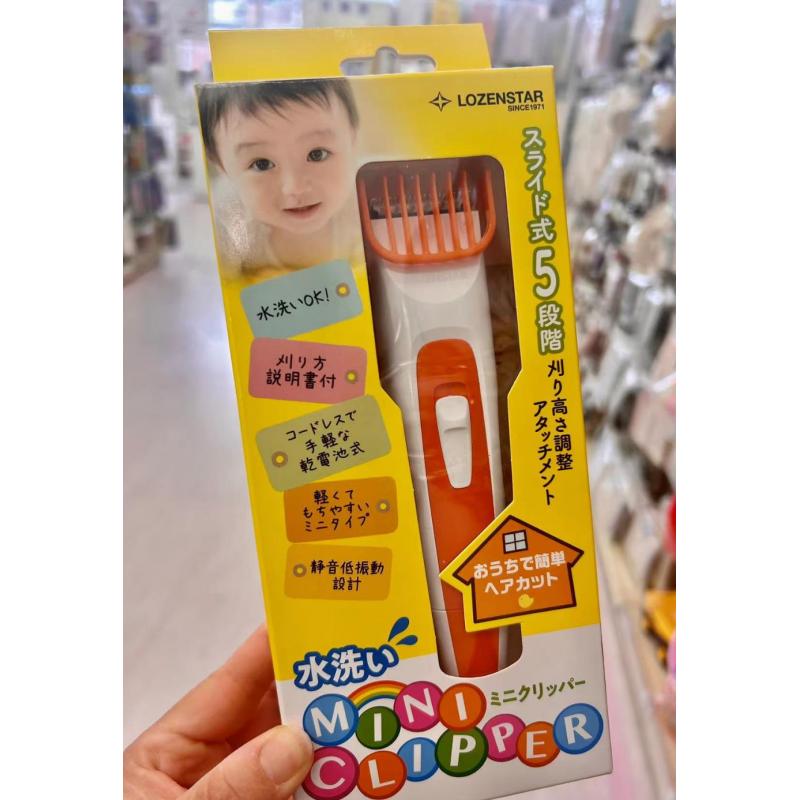 LOZENSTAR
SINCE1971
スライド式5段階
刈り高さ調整
アタッチメント
水洗いOK!
刈り方
説明書付
コードレスで
手軽な
乾電池式
軽くて
もちやすい
ミニタイプ
静音低振動
設計
おうちで簡単
ヘアカット
水洗い
ミニクリッパー
MINI
CLIPPER